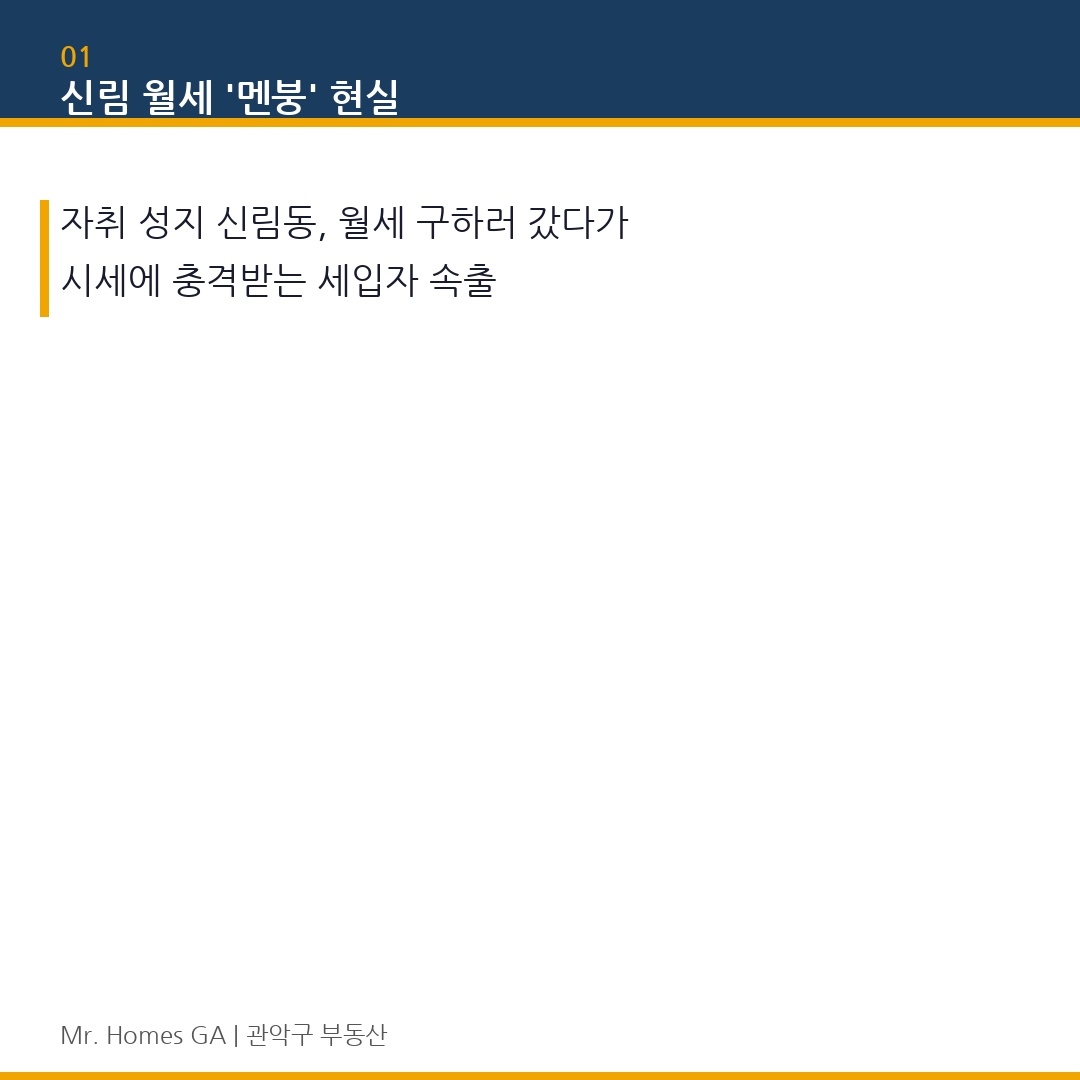 01
신림 월세 '멘붕' 현실
자취 성지 신림동, 월세 구하러 갔다가
시세에 충격받는 세입자 속출
Mr. Homes GA | 관악구 부동산